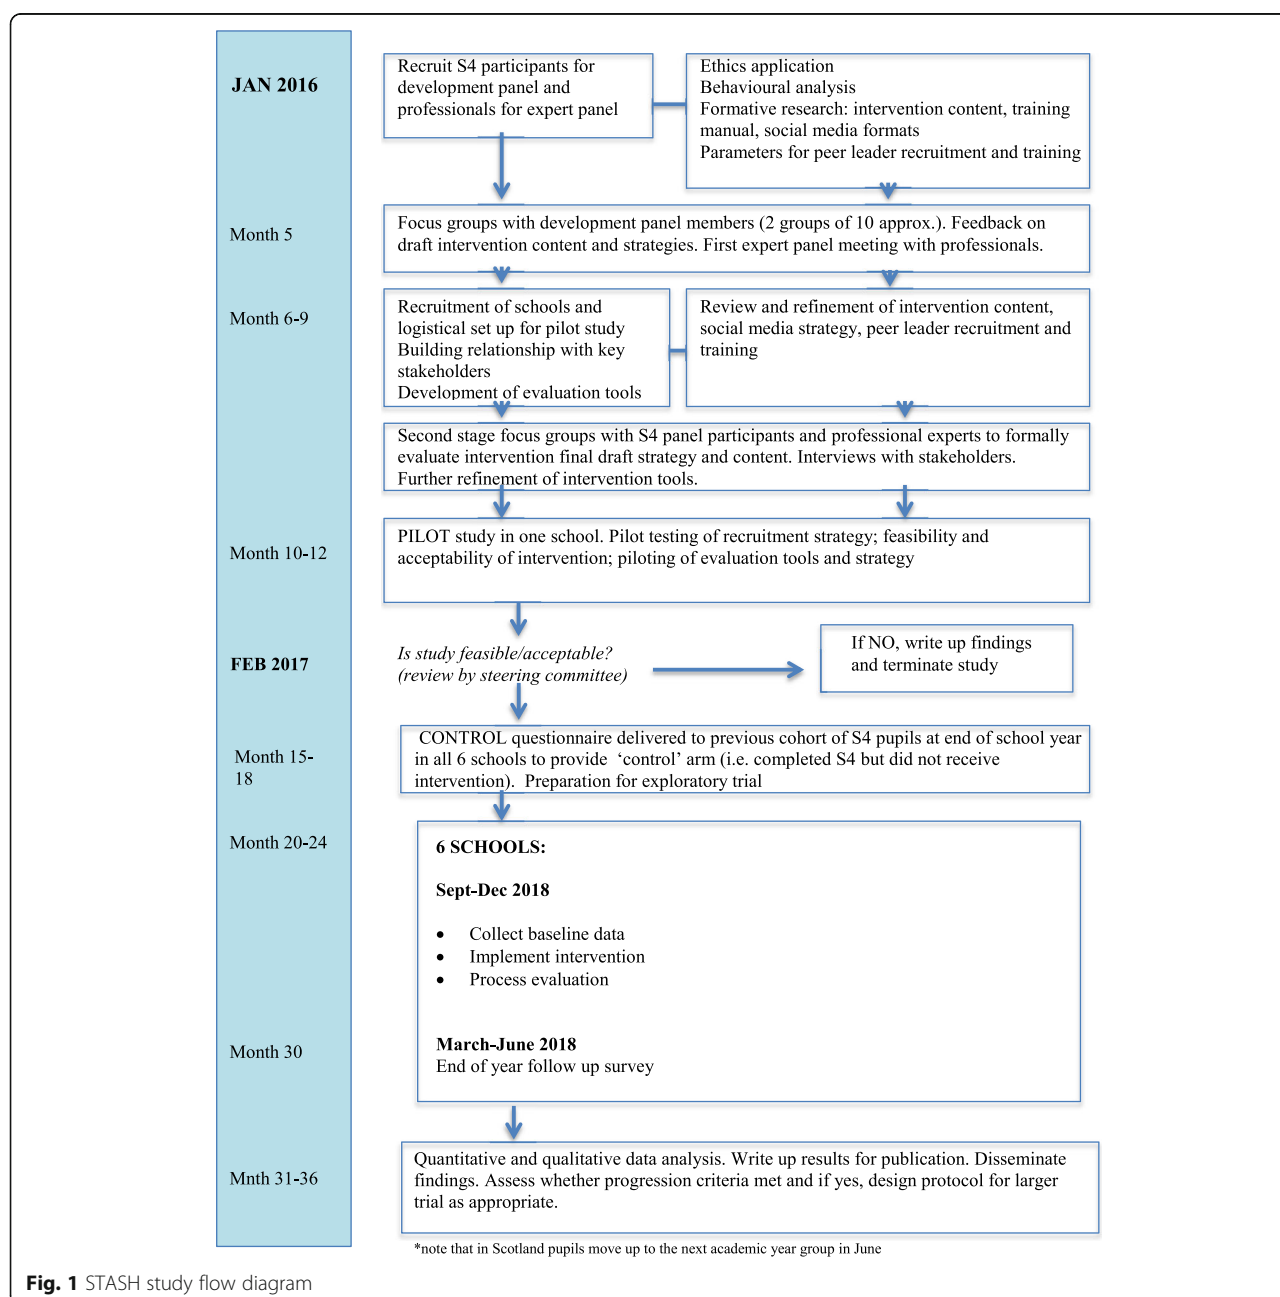 JAN 2016
Recruit S4 participants for
development panel and
professionals for expert panel
Ethics application
Behavioural analysis
Formative research: intervention content, training
manual, social media formats
Parameters for peer leader recruitment and training
Month 5
Focus groups with development panel members (2 groups of 10 approx.). Feedback on
draft intervention content and strategies. First expert panel meeting with professionals.
Month 6-9
Recruitment of schools and
logistical set up for pilot study
Building relationship with key
stakeholders
Development of evaluation tools
Review and refinement of intervention content,
social media strategy, peer leader recruitment and
training
Second stage focus groups with S4 panel participants and professional experts to formally
evaluate intervention final draft strategy and content. Interviews with stakeholders.
Further refinement of intervention tools.
Month 10-12
PILOT study in one school. Pilot testing of recruitment strategy; feasibility and
acceptability of intervention; piloting of evaluation tools and strategy
FEB 2017
Is study feasible/acceptable?
(review by steering committee)
If NO, write up findings
and terminate study
Month 15-
18
CONTROL questionnaire delivered to previous cohort of S4 pupils at end of school year
in all 6 schools to provide ‘control’ arm (i.e. completed S4 but did not receive
intervention). Preparation for exploratory trial
Month 20-24
6 SCHOOLS:
Sept-Dec 2018
• Collect baseline data
• Implement intervention
• Process evaluation
Month 30
March-June 2018
End of year follow up survey
Mnth 31-36
Quantitative and qualitative data analysis. Write up results for publication. Disseminate
findings. Assess whether progression criteria met and if yes, design protocol for larger
trial as appropriate.
*note that in Scotland pupils move up to the next academic year group in June
Fig. 1 STASH study flow diagram